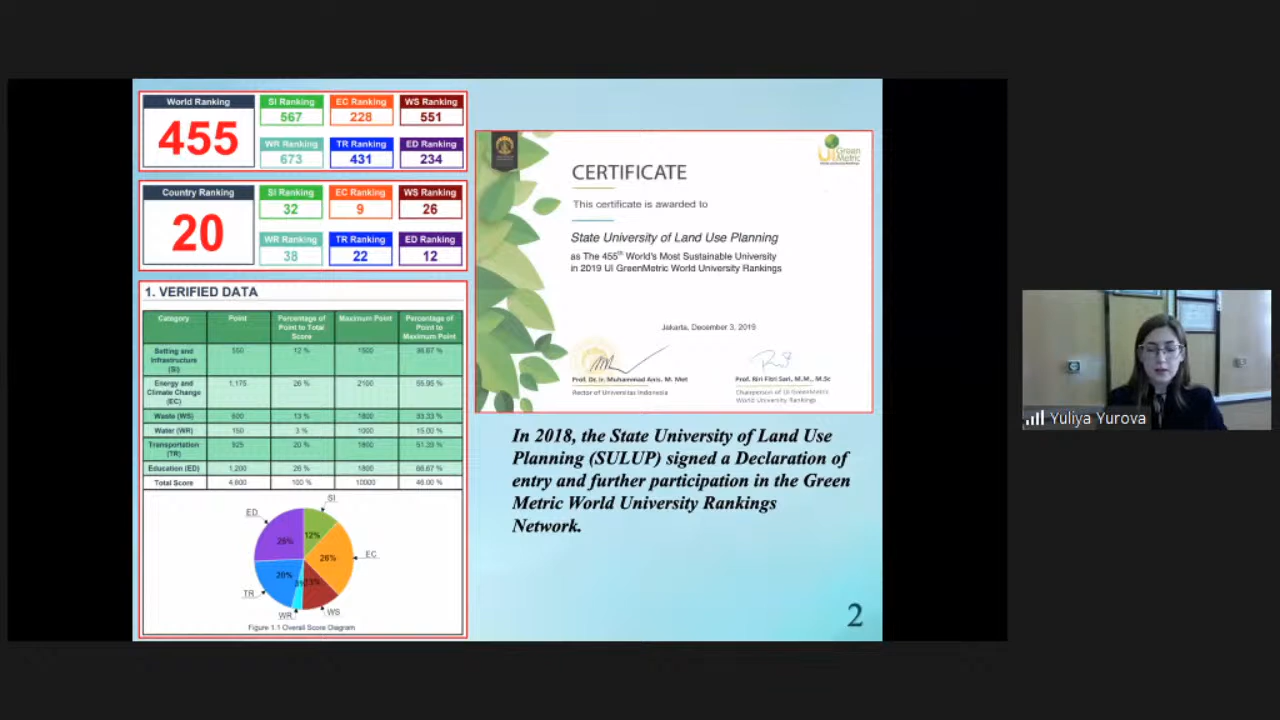 World Ranking
455
SI Ranking
567
EC Ranking
228
WS Ranking
551
WR Ranking
673
TR Ranking
431
ED Ranking
234
Country Ranking
20
SI Ranking
32
EC Ranking
9
WS Ranking
26
WR Ranking
38
TR Ranking
22
ED Ranking
12
1. VERIFIED DATA
Category Point Percentage of Point to Total Score Maximum Point Percentage of Point to Maximum Point
Setting and Infrastructure (SI) 550 12 % 1500 36.67 %
Energy and Climate Change (EC) 1,175 26 % 2100 55.95 %
Waste (WS) 600 13 % 1800 33.33 %
Water (WR) 150 3 % 1000 15.00 %
Transportation (TR) 925 20 % 1800 51.39 %
Education (ED) 1,200 26 % 1800 66.67 %
Total Score 4,600 100 % 10000 46.00 %
SI
ED
12%
26%
26%
EC
20%
3%
13%
TR
WR
WS
Figure 1.1 Overall Score Diagram
UI Green
Metric
CERTIFICATE
This certificate is awarded to
State University of Land Use Planning
as The 455th World's Most Sustainable University
in 2019 UI GreenMetric World University Rankings
Jakarta, December 3, 2019
Prof. Dr. Ir. Muhammad Anis, M. Met
Rector of Universitas Indonesia
Prof. Riri Fitri Sari, M.M., M.Sc
Chairperson of UI GreenMetric
World University Rankings
In 2018, the State University of Land Use
Planning (SULUP) signed a Declaration of
entry and further participation in the Green
Metric World University Rankings
Network.
2
Yuliya Yurova